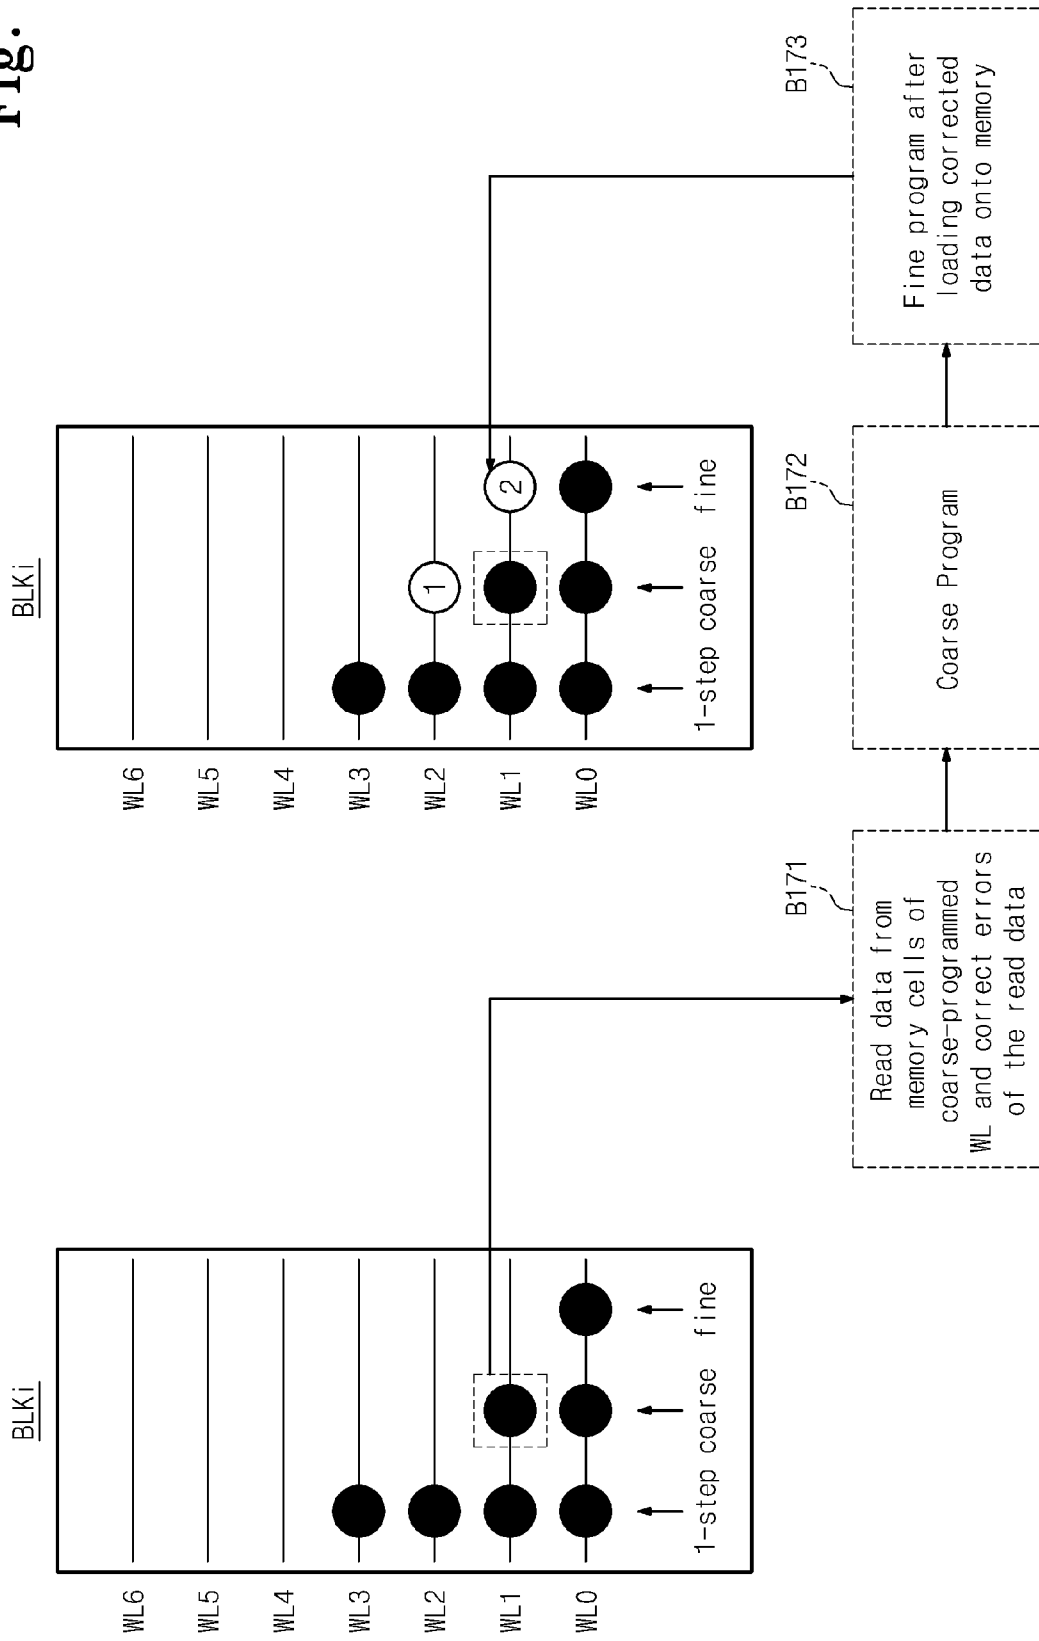 Fig.
BLKi
WL6
WL5
WL4
WL3
WL2
WL1
WL0
1-step coarse fine
BLKi
WL6
WL5
WL4
WL3
WL2
WL1
WL0
1
2
1-step coarse fine
B171
Read data from
memory cells of
coarse-programmed
WL and correct errors
of the read data
B172
Coarse Program
B173
Fine program after
loading corrected
data onto memory